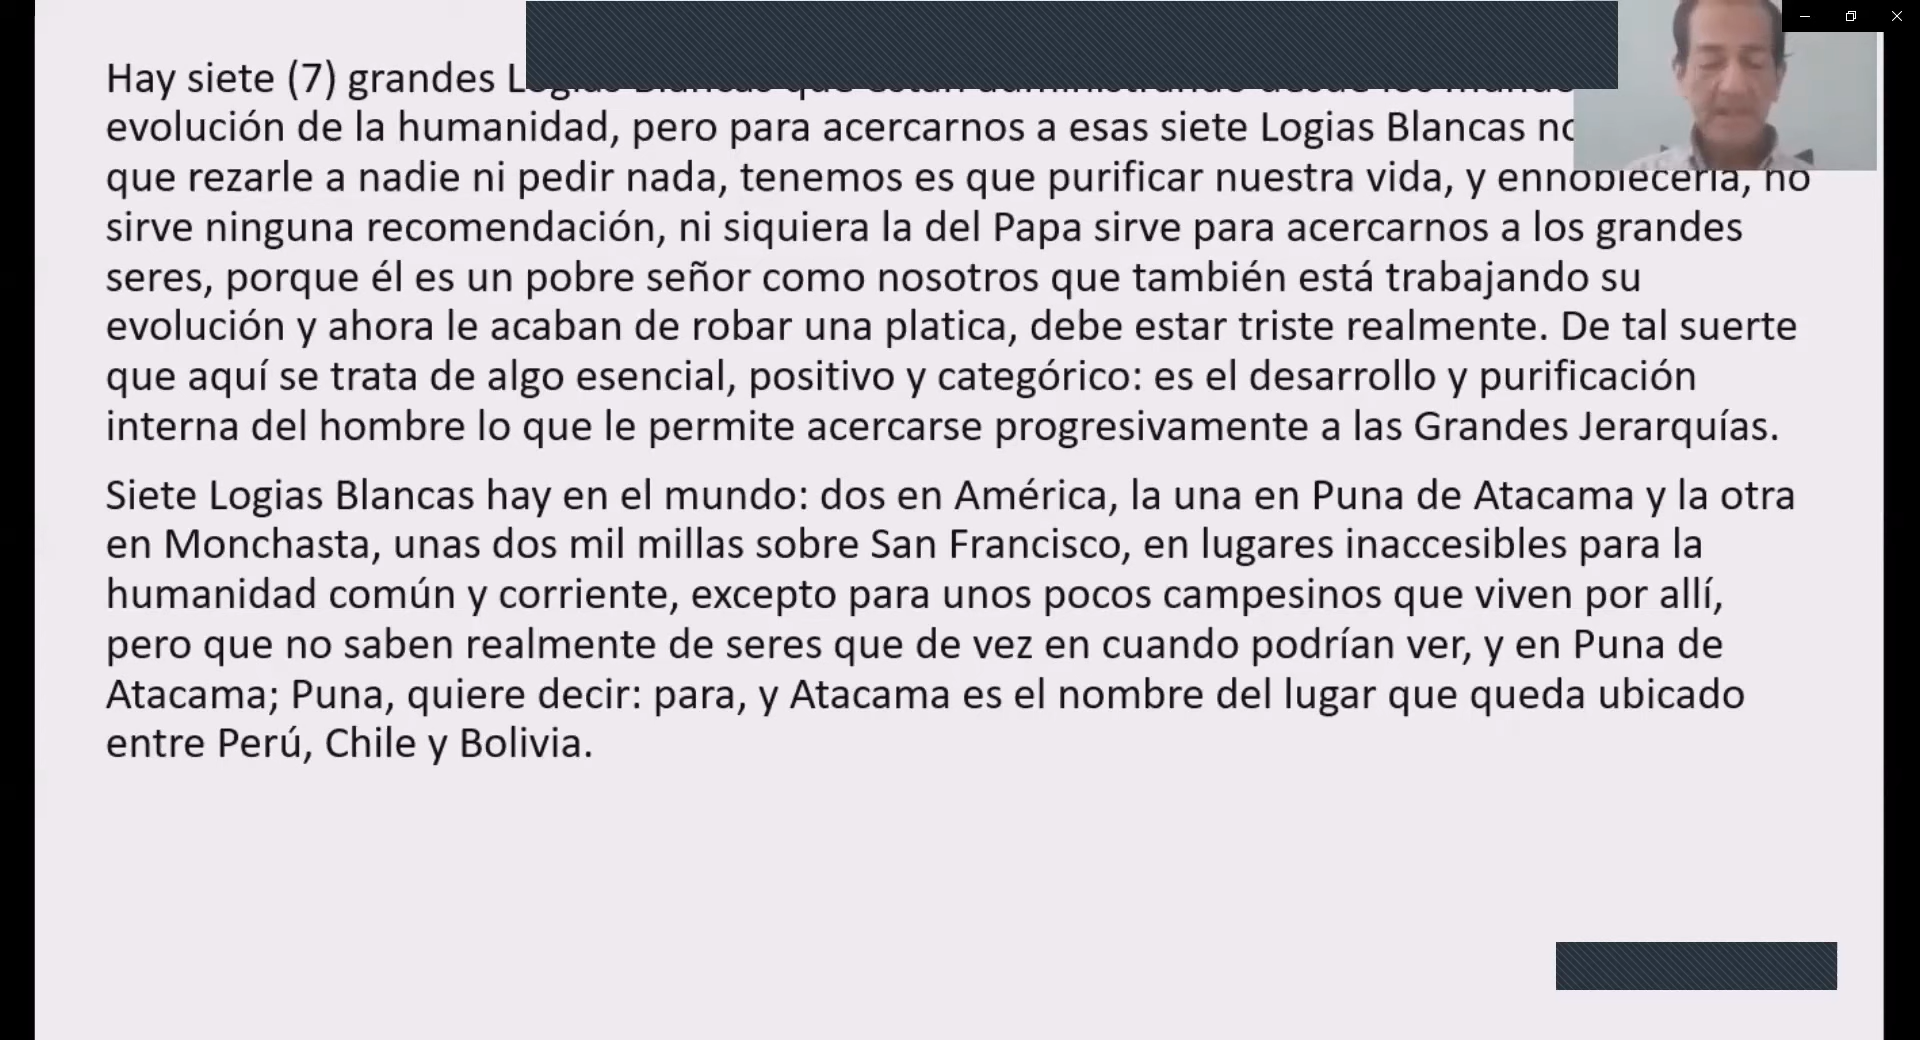 Hay siete (7) grandes Logias Blancas que están administrando desde los
evolución de la humanidad, pero para acercarnos a esas siete Logias Blancas
que rezarle a nadie ni pedir nada, tenemos es que purificar nuestra vida, y ennoblecerla, no
sirve ninguna recomendación, ni siquiera la del Papa sirve para acercarnos a los grandes
seres, porque él es un pobre señor como nosotros que también está trabajando su
evolución y ahora le acaban de robar una platica, debe estar triste realmente. De tal suerte
que aquí se trata de algo esencial, positivo y categórico: es el desarrollo y purificación
interna del hombre lo que le permite acercarse progresivamente a las Grandes Jerarquías.
Siete Logias Blancas hay en el mundo: dos en América, la una en Puna de Atacama y la otra
en Monchasta, unas dos mil millas sobre San Francisco, en lugares inaccesibles para la
humanidad común y corriente, excepto para unos pocos campesinos que viven por allí,
pero que no saben realmente de seres que de vez en cuando podrían ver, y en Puna de
Atacama; Puna, quiere decir: para, y Atacama es el nombre del lugar que queda ubicado
entre Perú, Chile y Bolivia.